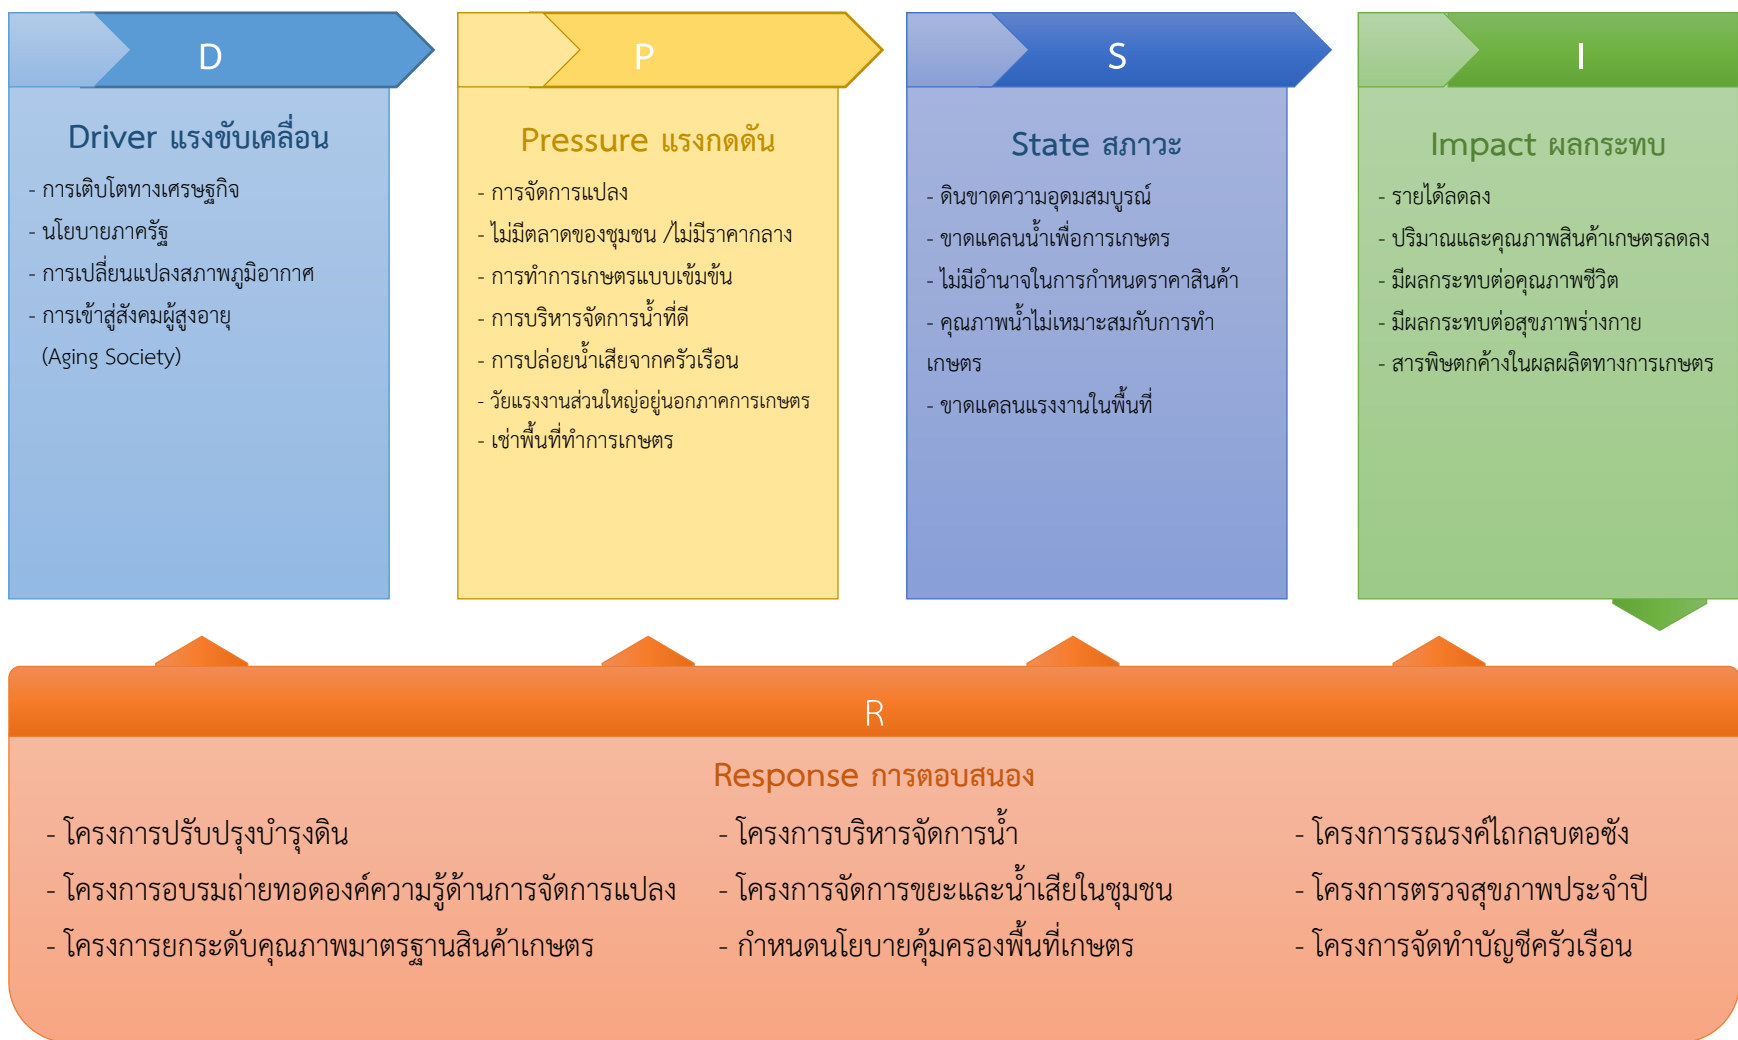 D
Driver แรงขับเคลื่อน
- การเติบโตทางเศรษฐกิจ
- นโยบายภาครัฐ
- การเปลี่ยนแปลงสภาพภูมิอากาศ
- การเข้าสู่สังคมผู้สูงอายุ
(Aging Society)
P
Pressure แรงกดดัน
- การจัดการแปลง
- ไม่มีตลาดของชุมชน /ไม่มีราคากลาง
- การทำการเกษตรแบบเข้มข้น
- การบริหารจัดการน้ำที่ดี
- การปล่อยน้ำเสียจากครัวเรือน
- วัยแรงงานส่วนใหญ่อยู่นอกภาคการเกษตร
- เช่าพื้นที่ทำการเกษตร
S
State สภาวะ
- ดินขาดความอุดมสมบูรณ์
- ขาดแคลนน้ำเพื่อการเกษตร
- ไม่มีอำนาจในการกำหนดราคาสินค้า
- คุณภาพน้ำไม่เหมาะสมกับการทำ
เกษตร
- ขาดแคลนแรงงานในพื้นที่
I
Impact ผลกระทบ
- รายได้ลดลง
- ปริมาณและคุณภาพสินค้าเกษตรลดลง
- มีผลกระทบต่อคุณภาพชีวิต
- มีผลกระทบต่อสุขภาพร่างกาย
- สารพิษตกค้างในผลผลิตทางการเกษตร
R
Response การตอบสนอง
- โครงการปรับปรุงบำรุงดิน
- โครงการอบรมถ่ายทอดองค์ความรู้ด้านการจัดการแปลง
- โครงการยกระดับคุณภาพมาตรฐานสินค้าเกษตร
- โครงการบริหารจัดการน้ำ
- โครงการจัดการขยะและน้ำเสียในชุมชน
- กำหนดนโยบายคุ้มครองพื้นที่เกษตร
- โครงการรณรงค์ไถกลบตอซัง
- โครงการตรวจสุขภาพประจำปี
- โครงการจัดทำบัญชีครัวเรือน